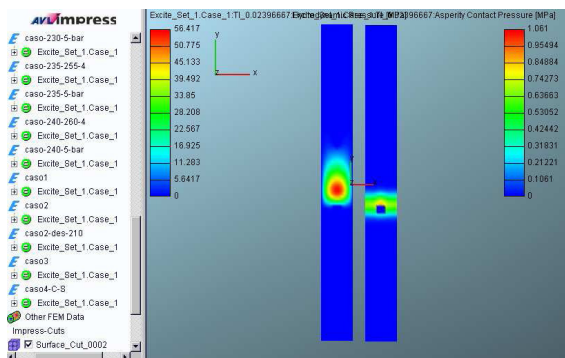 AVL impress
caso-230-5-bar
Excite_Set_1.Case_1
caso-235-255-4
Excite_Set_1.Case_1
caso-235-5-bar
Excite_Set_1.Case_1
caso-240-260-4
Excite_Set_1.Case_1
caso-240-5-bar
Excite_Set_1.Case_1
caso1
Excite_Set_1.Case_1
caso2
Excite_Set_1.Case_1
caso2-des-210
Excite_Set_1.Case_1
caso3
Excite_Set_1.Case_1
caso4-C-S
Excite_Set_1.Case_1
Other FEM Data
Impress-Cuts
Surface_Cut_0002
Excite_Set_1.Case_1:TI_0.02396667:
96667:Asperity Contact Pressure [MPa]
56.417
50.775
45.133
39.492
33.85
28.208
22.567
16.925
11.283
5.6417
0
y
z
x
Y
Z
1.061
0.95494
0.84884
0.74273
0.63663
0.53052
0.42442
0.31831
0.21221
0.1061
0